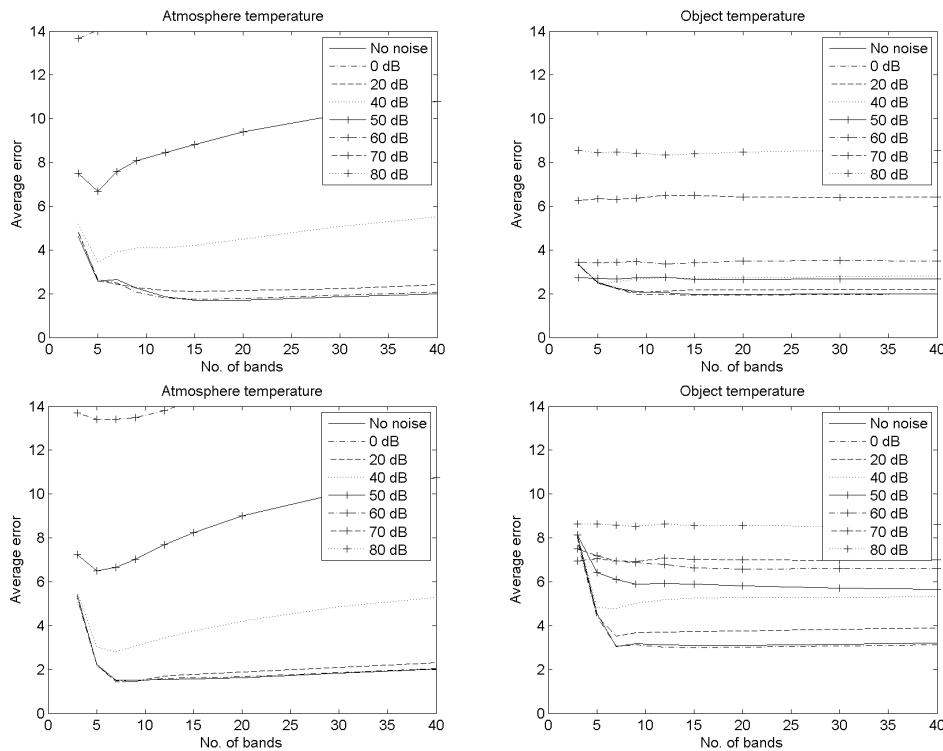 Atmosphere temperature
14
12
10
8
6
4
2
0
Average error
0 5 10 15 20 25 30 35 40
No. of bands
No noise
0 dB
20 dB
40 dB
50 dB
60 dB
70 dB
80 dB
Object temperature
14
12
10
8
6
4
2
0
Average error
0 5 10 15 20 25 30 35 40
No. of bands
No noise
0 dB
20 dB
40 dB
50 dB
60 dB
70 dB
80 dB
Atmosphere temperature
14
12
10
8
6
4
2
0
Average error
0 5 10 15 20 25 30 35 40
No. of bands
No noise
0 dB
20 dB
40 dB
50 dB
60 dB
70 dB
80 dB
Object temperature
14
12
10
8
6
4
2
0
Average error
0 5 10 15 20 25 30 35 40
No. of bands
No noise
0 dB
20 dB
40 dB
50 dB
60 dB
70 dB
80 dB